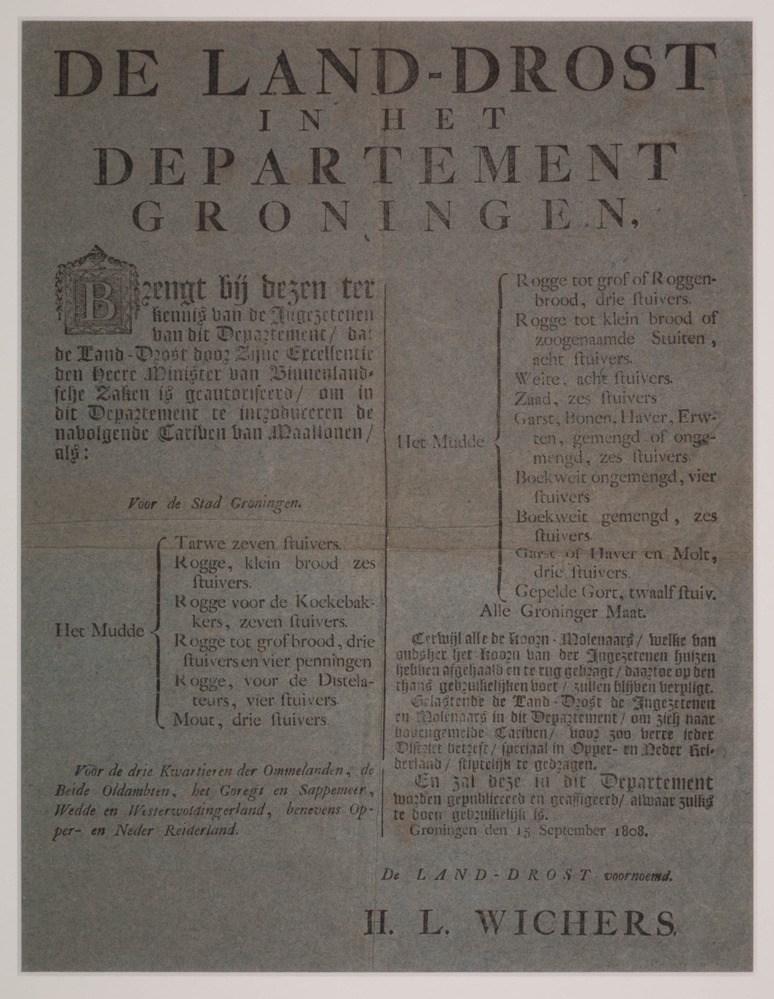 DE LAND-DROST
IN HET
DEPARTEMENT
GRONINGEN,
Brengt bij dezen ter
kennis van de Ingezetenen
van dit Departement / dat
de Land-Drost door Zijne Excellentie
den Heere Minister van Binnenland-
sche Zaken is geautoriseerd / om in
dit Departement te introduceren de
navolgende Tariven van Maalloonen /
als:
Voor de Stad Groningen.
Het Mudde
Tarwe zeven stuivers.
Rogge, klein brood zes
stuivers.
Rogge voor de Koekebak-
kers, zeven stuivers.
Rogge tot grof brood, drie
stuivers en vier penningen
Rogge, voor de Distela-
teurs, vier stuivers
Mout, drie stuivers
Voor de drie Kwartieren der Ommelanden, de
Beide Oldambten, het Goregt en Sappemeer,
Wedde en Westerwoldingerland, benevens Op-
per- en Neder Reiderland.
Het Mudde
Rogge tot grof of Roggen-
brood, drie stuivers.
Rogge tot klein brood of
zoogenaamde Stuiten,
acht stuivers.
Weite, acht stuivers.
Zaad, zes stuivers
Garst, Bonen, Haver, Erw-
ten, gemengd of onge-
mengd, zes stuivers.
Boekweit ongemengd, vier
stuivers
Boekweit gemengd, zes
stuivers.
Garst of Haver en Molt,
drie stuivers.
Gepelde Gort, twaalf stuiv.
Alle Groninger Maat.
Terwijl alle de Koorn-Molenaars / welke van
oudsher het Koorn van der Ingezetenen huizen
hebben afgehaald en te rug gebragt / daartoe op den
thans gebruikelijken voet / zullen blijven verpligt.
Gelastende de Land-Drost de Ingezetenen
en Molenaars in dit Departement / om zich naar
bovengemelde Tariven / voor zoo verre ieder
District betreft / speciaal in Opper- en Neder Rei-
derland / stiptelijk te gedragen.
En zal deze in dit Departement
worden gepubliceerd en geaffigeerd / alwaar zulks
te doen gebruikelijk is.
Groningen den 15 September 1808.
De LAND-DROST voornoemd.
H. L. WICHERS.